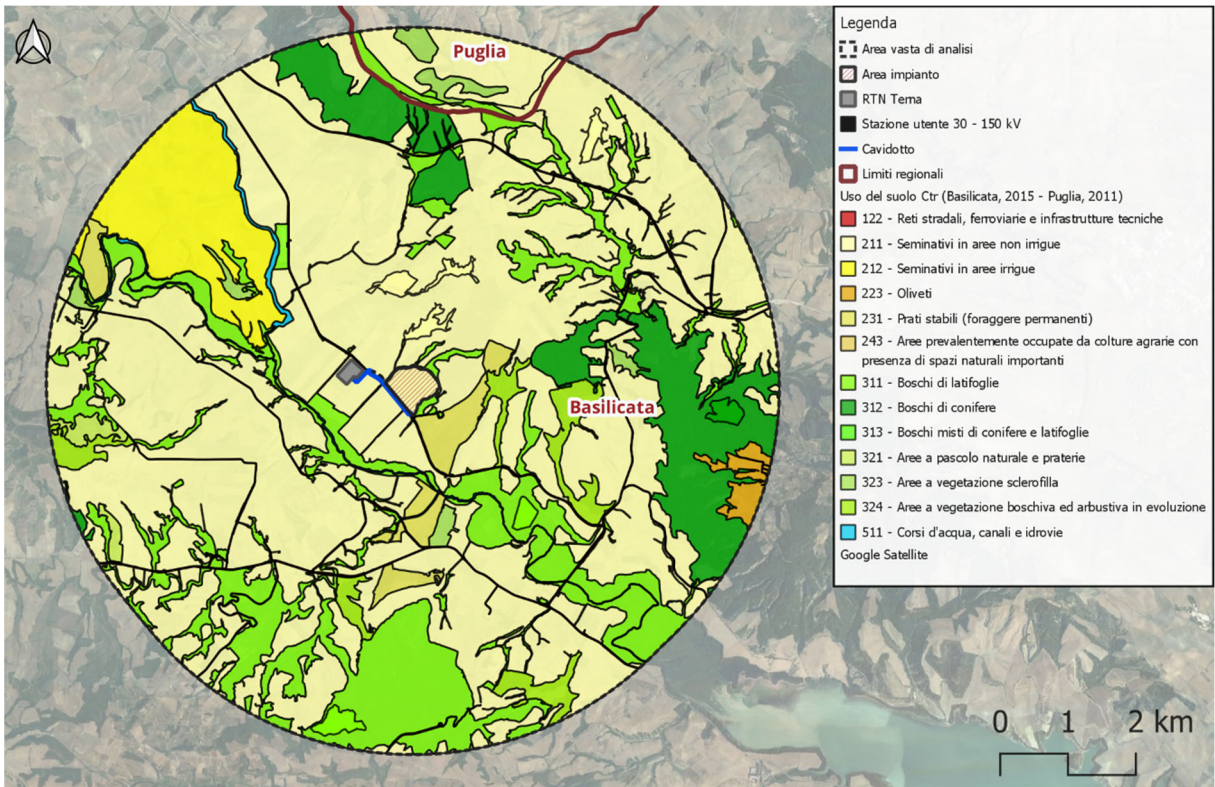 Puglia
Basilicata
Legenda
Area vasta di analisi
Area impianto
RTN Terna
Stazione utente 30 - 150 kV
Cavidotto
Limiti regionali
Uso del suolo Ctr (Basilicata, 2015 - Puglia, 2011)
122 - Reti stradali, ferroviarie e infrastrutture tecniche
211 - Seminativi in aree non irrigue
212 - Seminativi in aree irrigue
223 - Oliveti
231 - Prati stabili (foraggere permanenti)
243 - Aree prevalentemente occupate da colture agrarie con
presenza di spazi naturali importanti
311 - Boschi di latifoglie
312 - Boschi di conifere
313 - Boschi misti di conifere e latifoglie
321 - Aree a pascolo naturale e praterie
323 - Aree a vegetazione sclerofilla
324 - Aree a vegetazione boschiva ed arbustiva in evoluzione
511 - Corsi d'acqua, canali e idrovie
Google Satellite
0 1 2 km